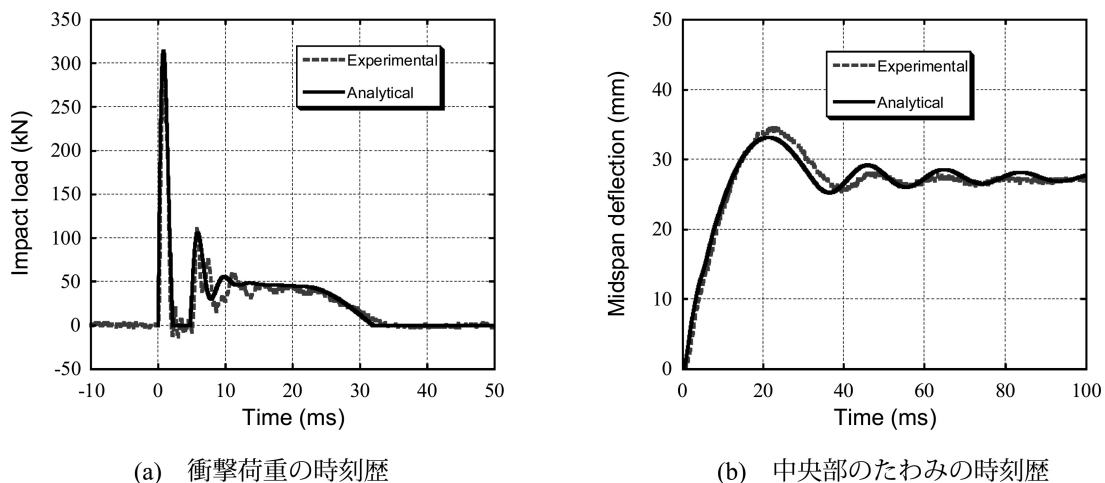 350
300
250
200
150
100
50
0
-50
-10
0
10
20
30
40
50
Impact load (kN)
Time (ms)
Experimental
Analytical
(a) 衝撃荷重の時刻歴
50
40
30
20
10
0
0
20
40
60
80
100
Midspan deflection (mm)
Time (ms)
Experimental
Analytical
(b) 中央部のたわみの時刻歴